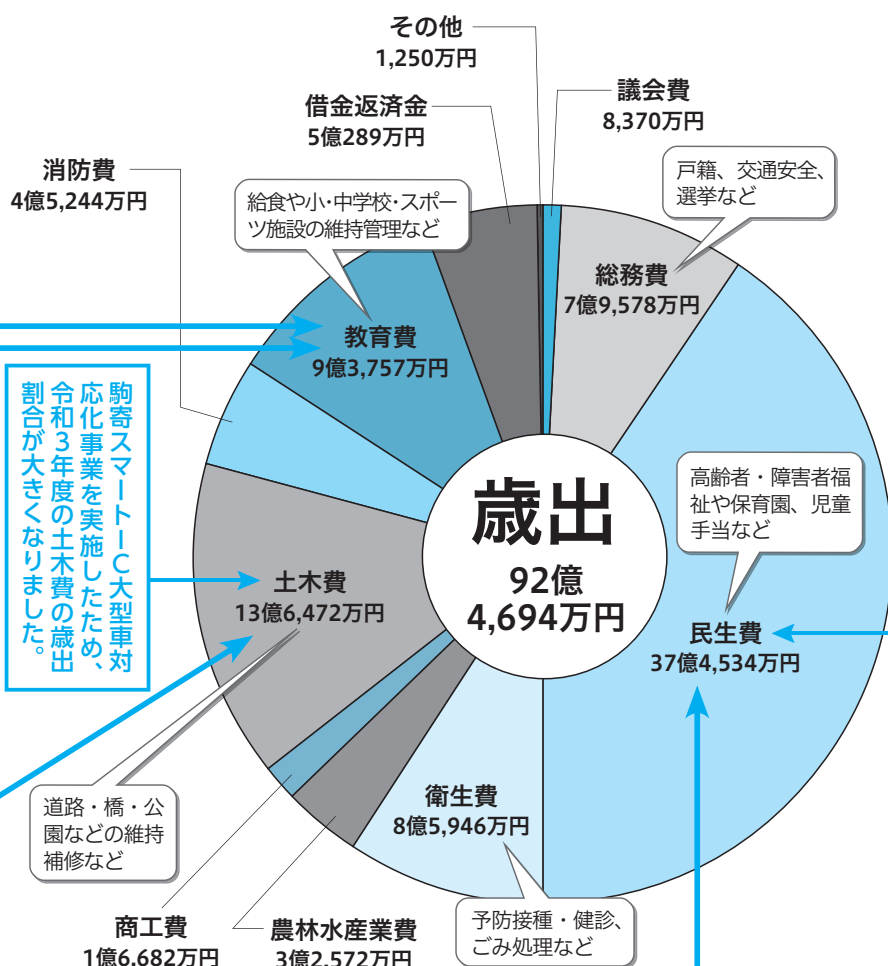 その他
1,250万円
借金返済金
5億289万円
議会費
8,370万円
消防費
4億5,244万円
給食や小・中学校・スポー
ツ施設の維持管理など
戸籍、交通安全、
選挙など
総務費
7億9,578万円
教育費
9億3,757万円
駒寄スマートＩＣ大型車対
応化事業を実施したため、
令和３年度の土木費の歳出
割合が大きくなりました。
歳出
92億
4,694万円
高齢者・障害者福
祉や保育園、児童
手当など
土木費
13億6,472万円
民生費
37億4,534万円
道路・橋・公
園などの維持
補修など
衛生費
8億5,946万円
予防接種・健診、
ごみ処理など
商工費
1億6,682万円
農林水産業費
3億2,572万円